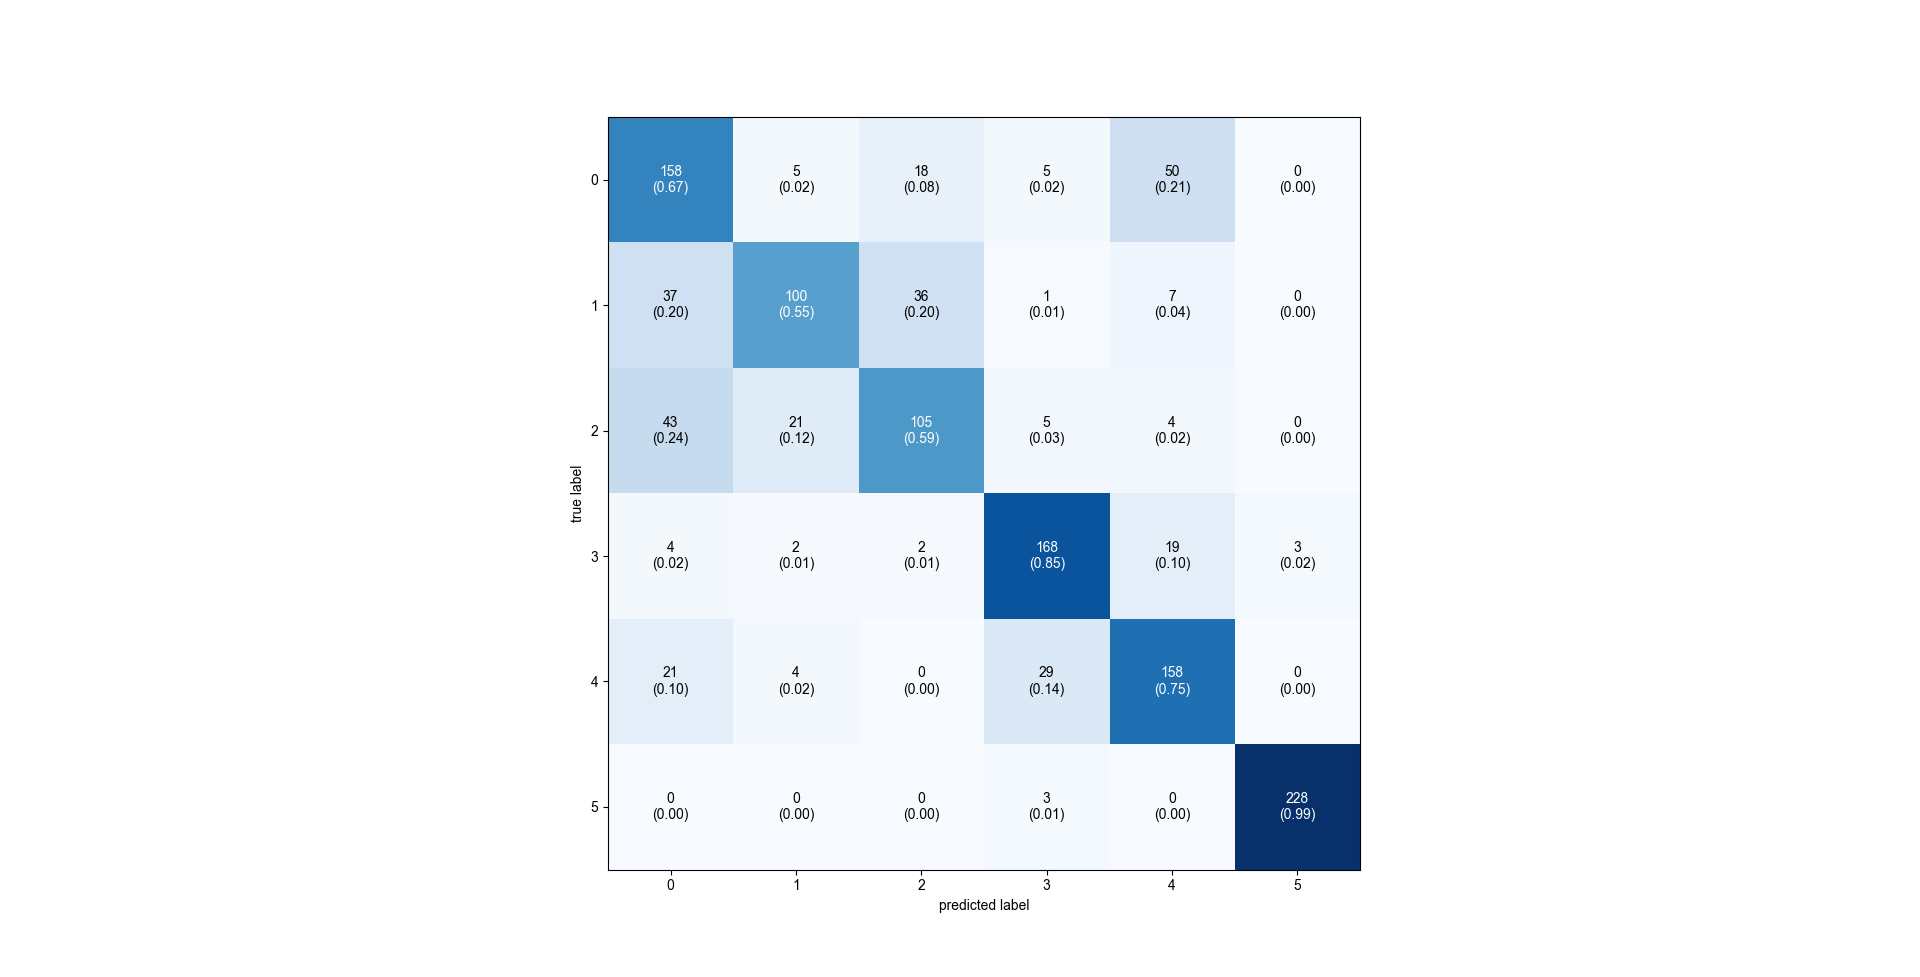 158 5 18 5 50 0
(0.67) (0.02) (0.08) (0.02) (0.21) (0.00)
0
37 100 36 1 7 0
(0.20) (0.55) (0.20) (0.01) (0.04) (0.00)
1
43 21 105 5 4 0
(0.24) (0.12) (0.59) (0.03) (0.02) (0.00)
2
true label
4 2 2 168 19 3
(0.02) (0.01) (0.01) (0.85) (0.10) (0.02)
3
21 4 0 29 158 0
(0.10) (0.02) (0.00) (0.14) (0.75) (0.00)
4
0 0 0 3 0 228
(0.00) (0.00) (0.00) (0.01) (0.00) (0.99)
5
0 1 2 3 4 5
predicted label